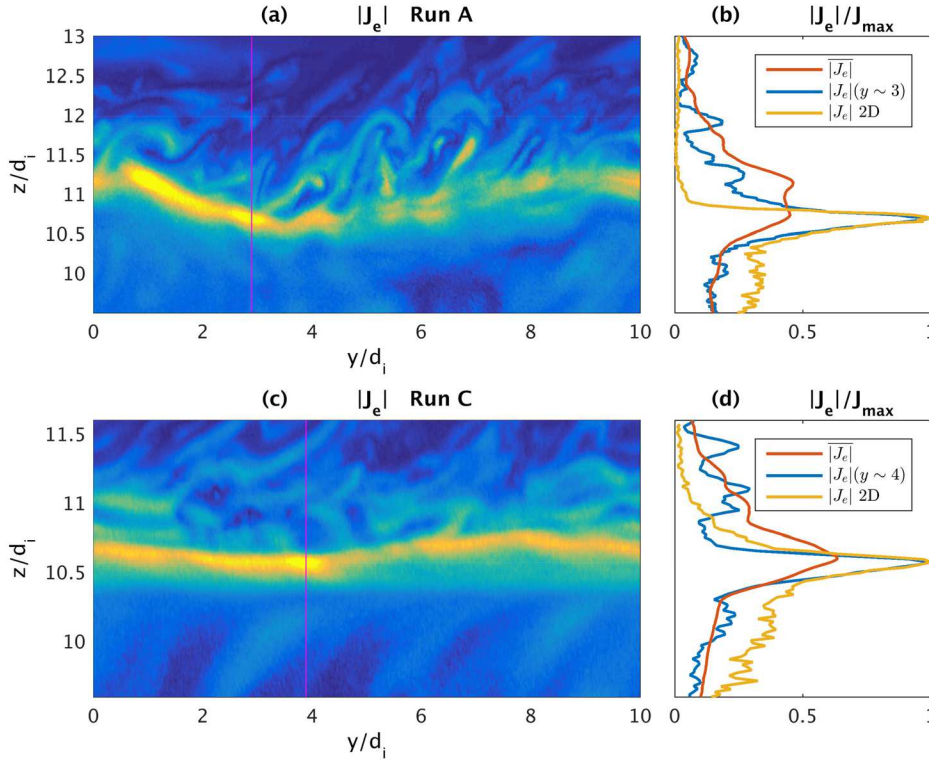 (a) |J_e| Run A
(b) |J_e|/J_max
13
12.5
12
11.5
11
10.5
10
z/d_i
0 2 4 6 8 10
y/d_i
\overline{|J_e|}
|J_e|(y ∼ 3)
|J_e| 2D
0 0.5 1
(c) |J_e| Run C
(d) |J_e|/J_max
11.5
11
10.5
10
z/d_i
0 2 4 6 8 10
y/d_i
\overline{|J_e|}
|J_e|(y ∼ 4)
|J_e| 2D
0 0.5 1